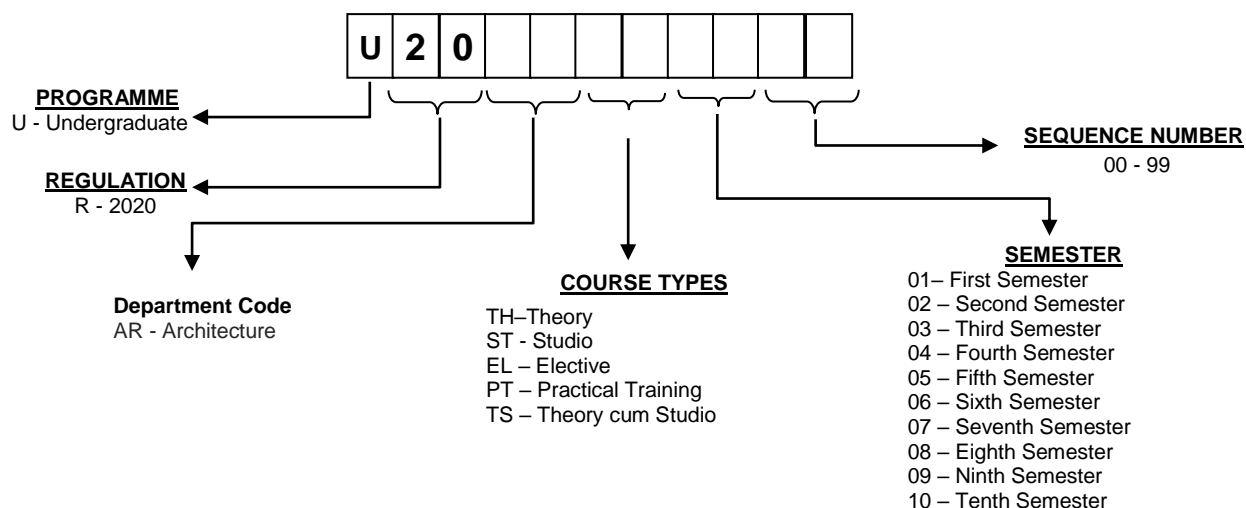 U 2 0
PROGRAMME
U - Undergraduate
REGULATION
R - 2020
Department Code
AR - Architecture
COURSE TYPES
TH–Theory
ST - Studio
EL – Elective
PT – Practical Training
TS – Theory cum Studio
SEQUENCE NUMBER
00 - 99
SEMESTER
01– First Semester
02 – Second Semester
03 – Third Semester
04 – Fourth Semester
05 – Fifth Semester
06 – Sixth Semester
07 – Seventh Semester
08 – Eighth Semester
09 – Ninth Semester
10 – Tenth Semester